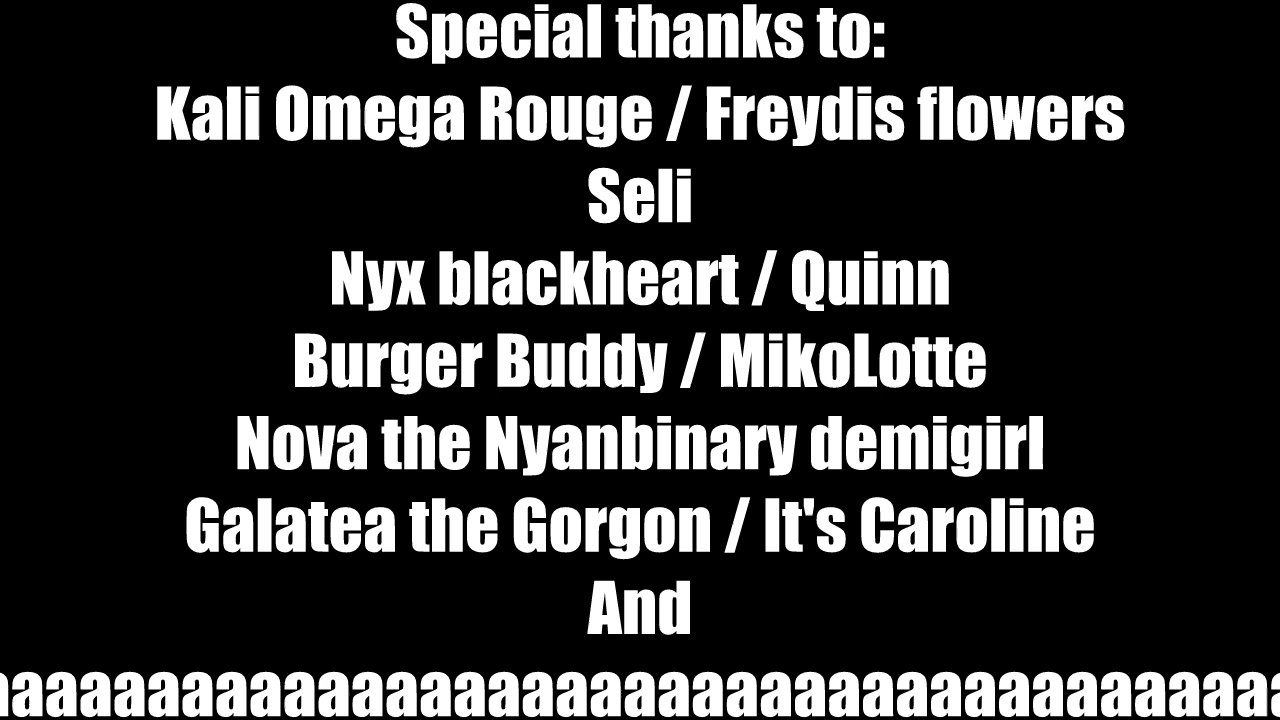 Special thanks to:
Kali Omega Rouge / Freydis flowers
Seli
Nyx blackheart / Quinn
Burger Buddy / MikoLotte
Nova the Nyanbinary demigirl
Galatea the Gorgon / It's Caroline
And
aaaaaaaaaaaaaaaaaaaaaaaaaaaaaaaaaaaaaa